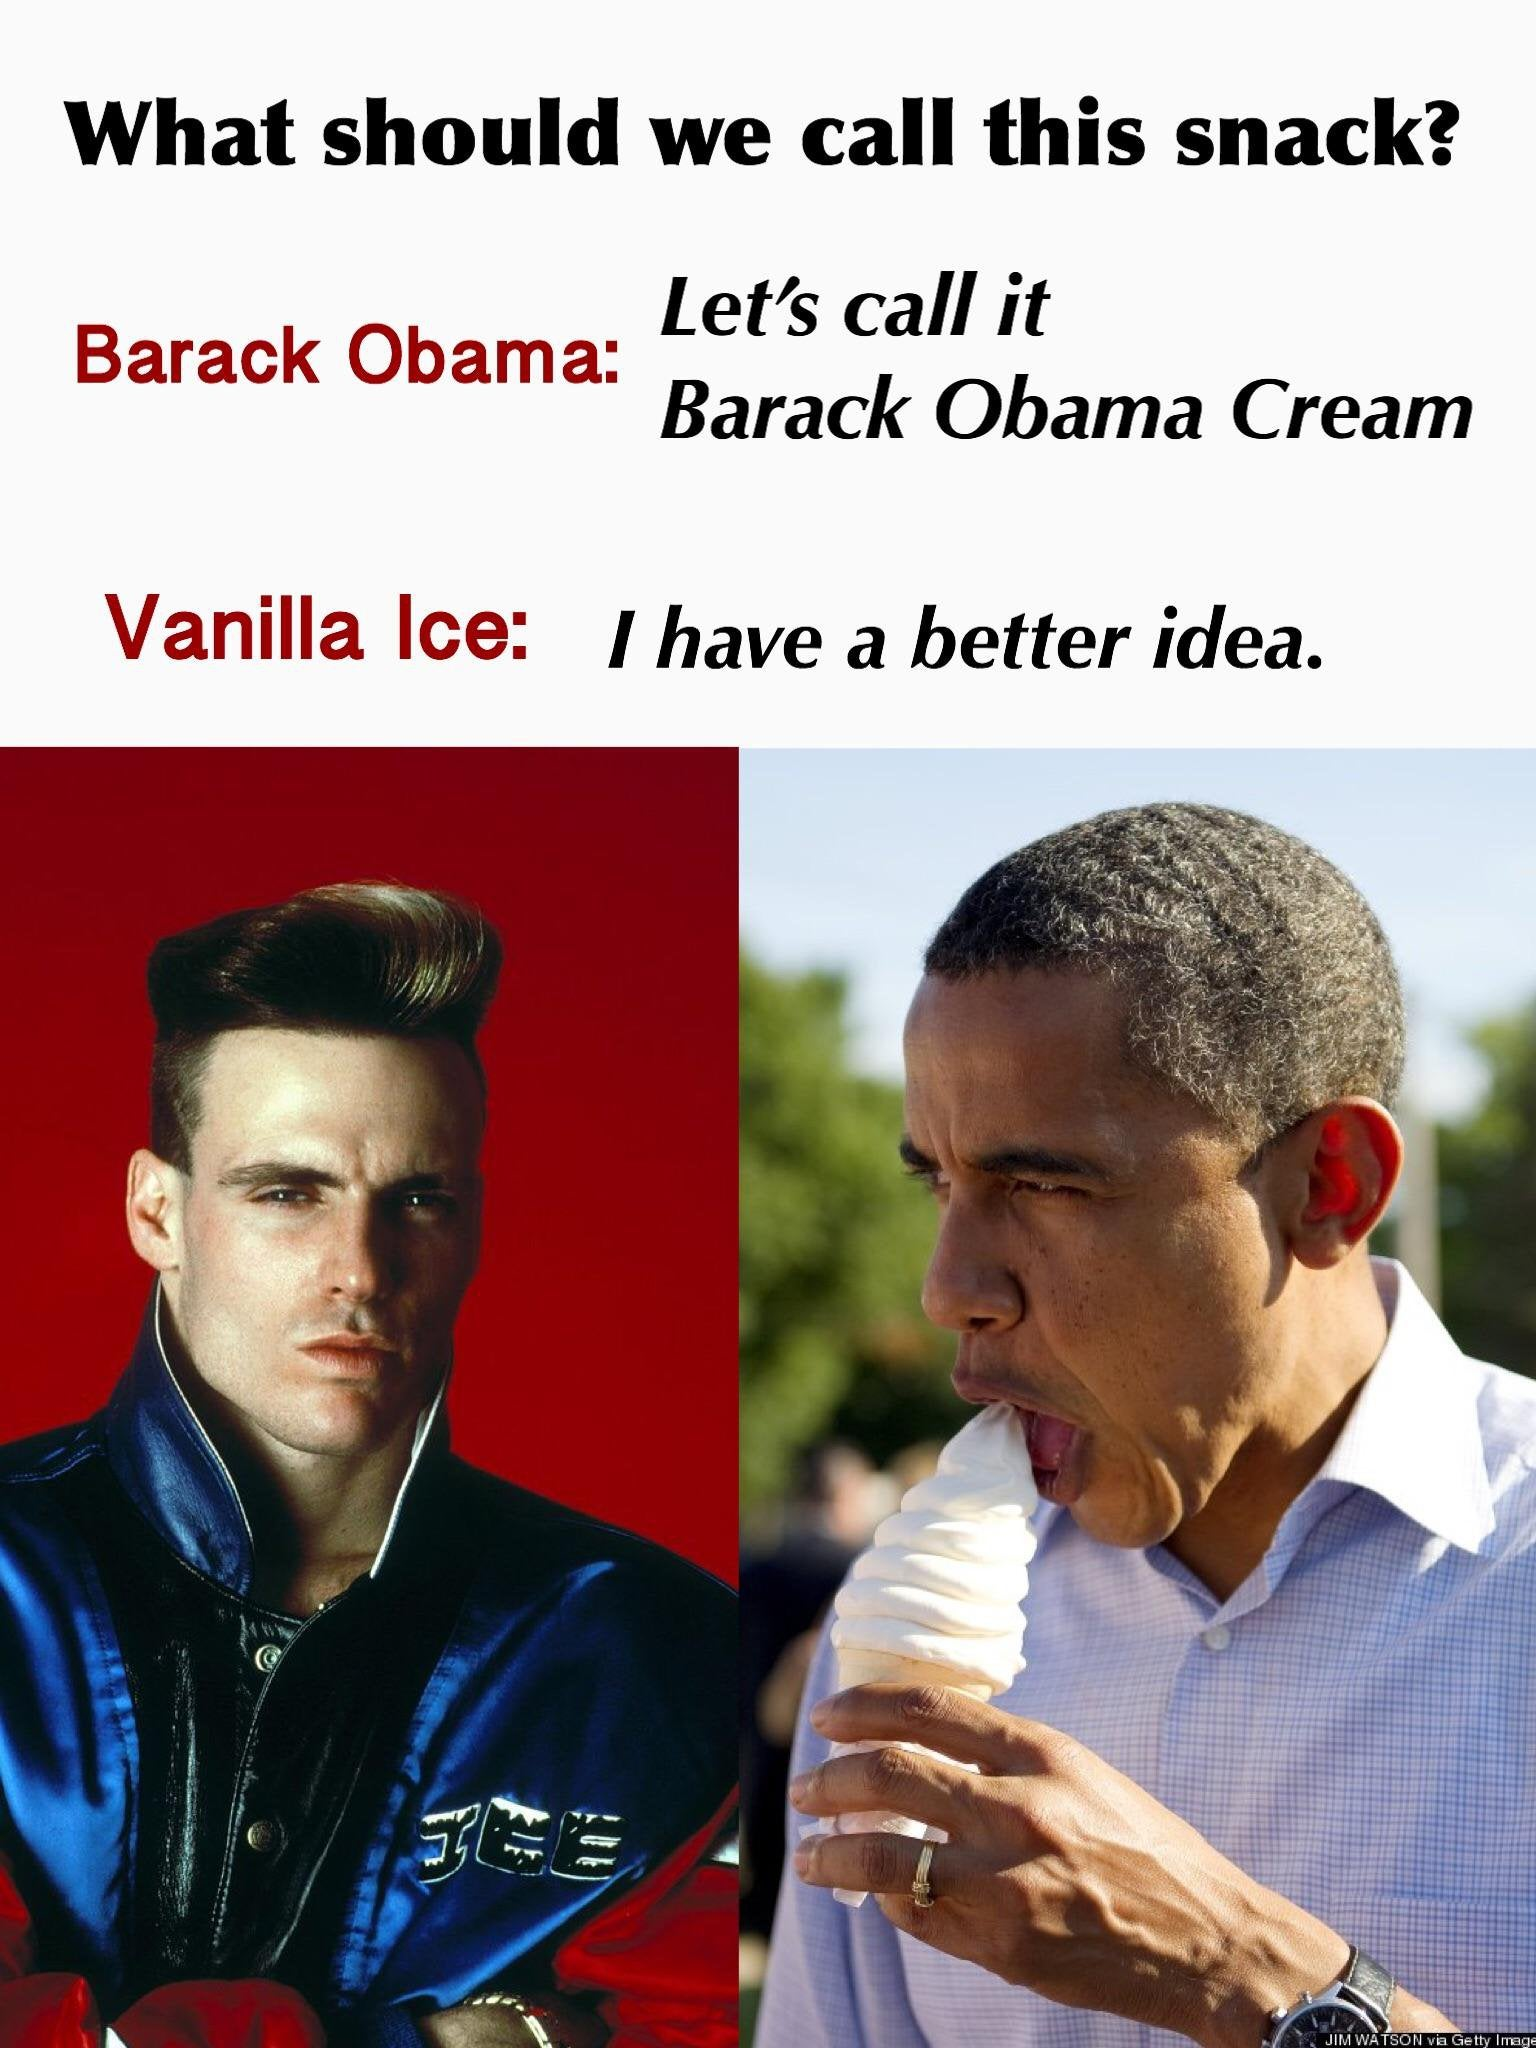 What should we call this snack?
Barack Obama:
Let's call it
Barack Obama Cream
Vanilla Ice:
I have a better idea.
ICE
JIM WATSON via Getty Image